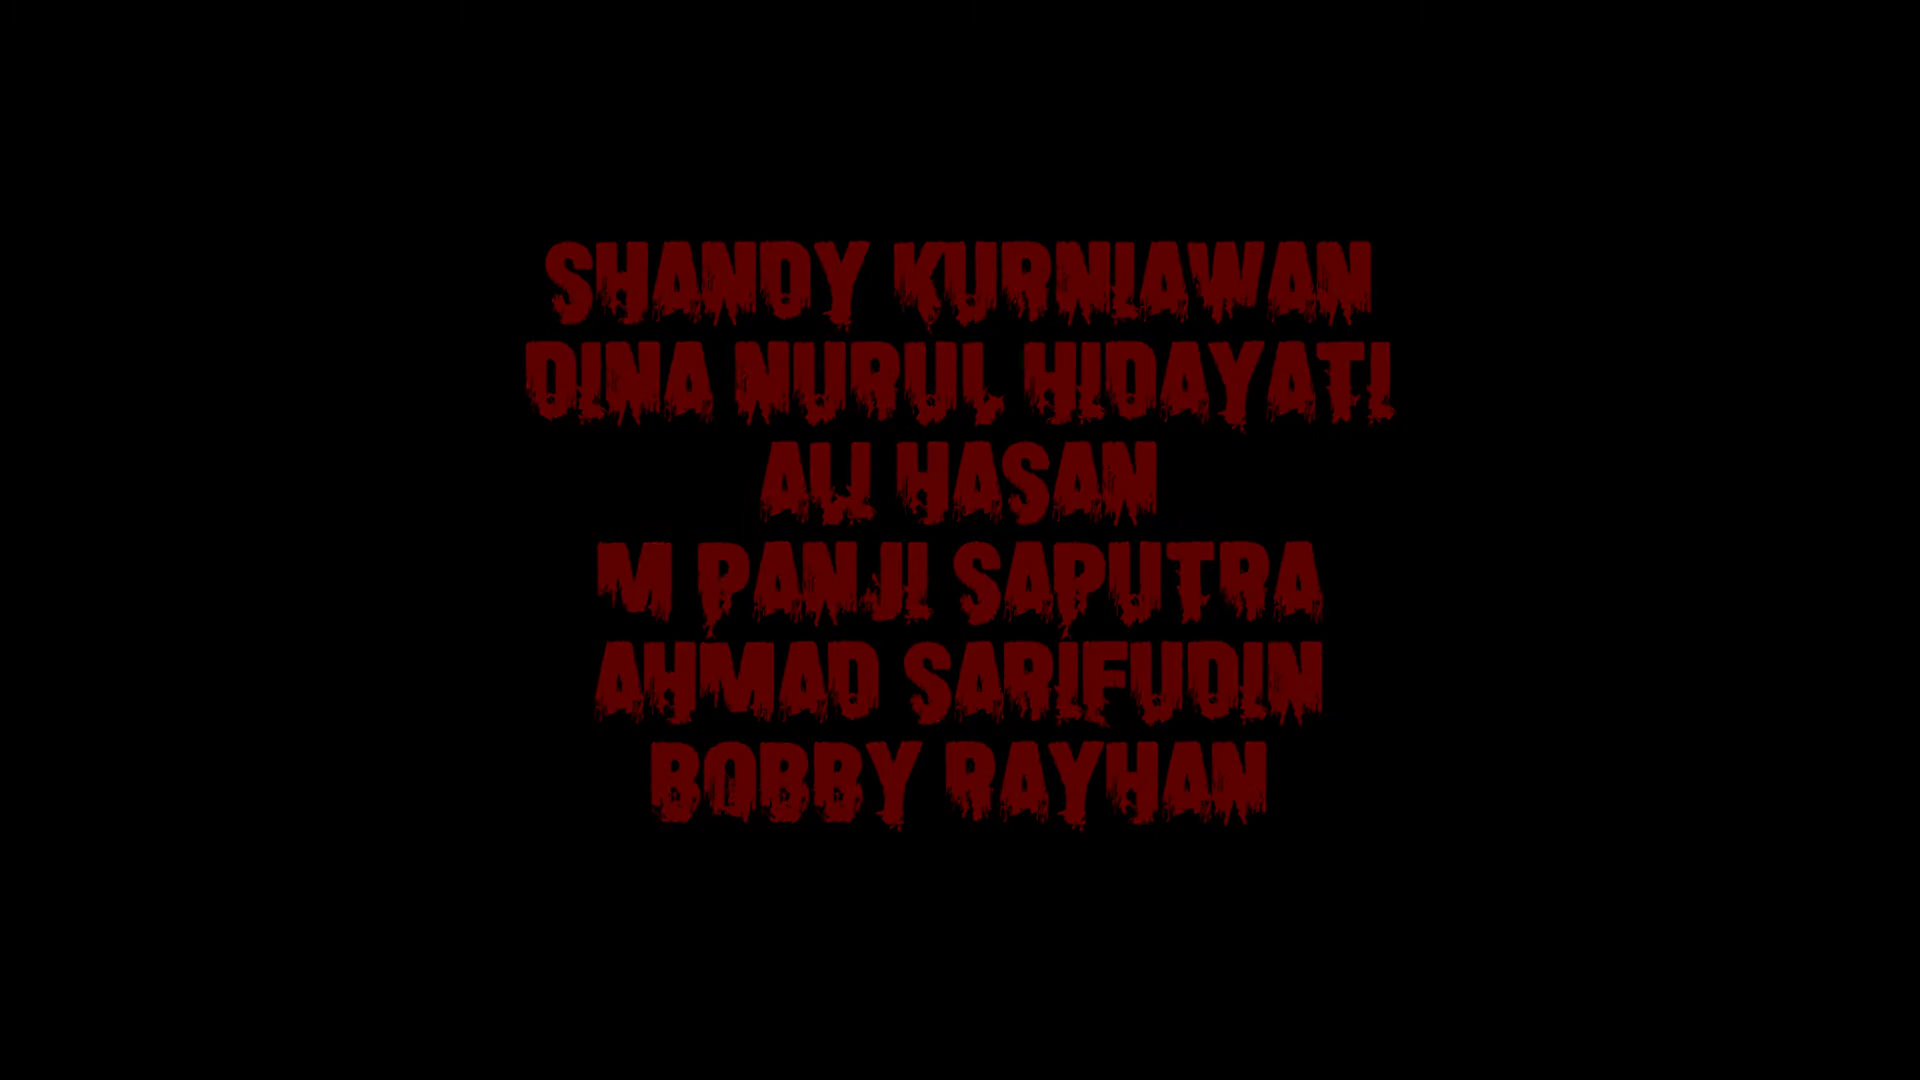 SHANDY KURNIAWAN
DINA NURUL HIDAYATI
ALI HASAN
M PANJI SAPUTRA
AHMAD SARIFUDIN
BOBBY RAYHAN